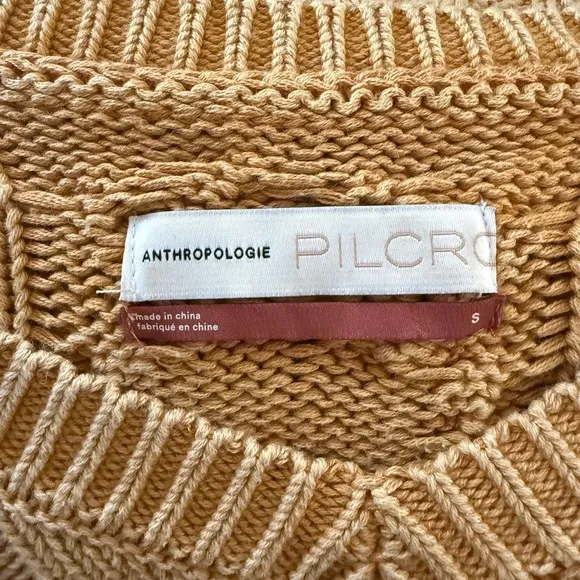 ANTHROPOLOGIE PILCRO
made in china
fabriqué en chine
S